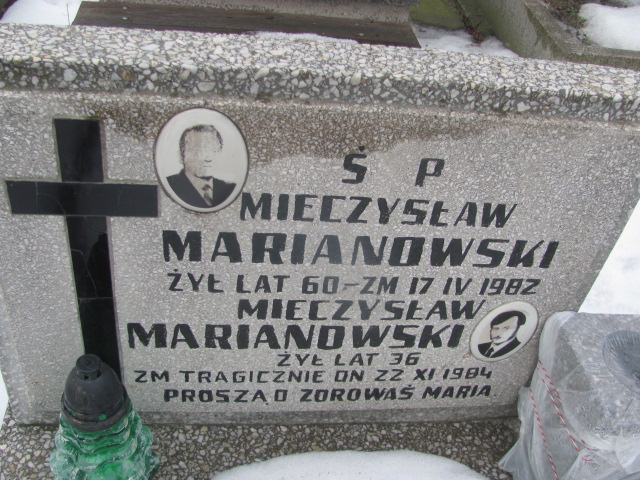 Ś P
MIECZYSŁAW
MARIANOWSKI
ŻYŁ LAT 60-ZM 17 IV 1982
MIECZYSŁAW
MARIANOWSKI
ŻYŁ LAT 36
ZM TRAGICZNIE DN 22 XI 1984
PROSZĄ O ZDROWAŚ MARIA